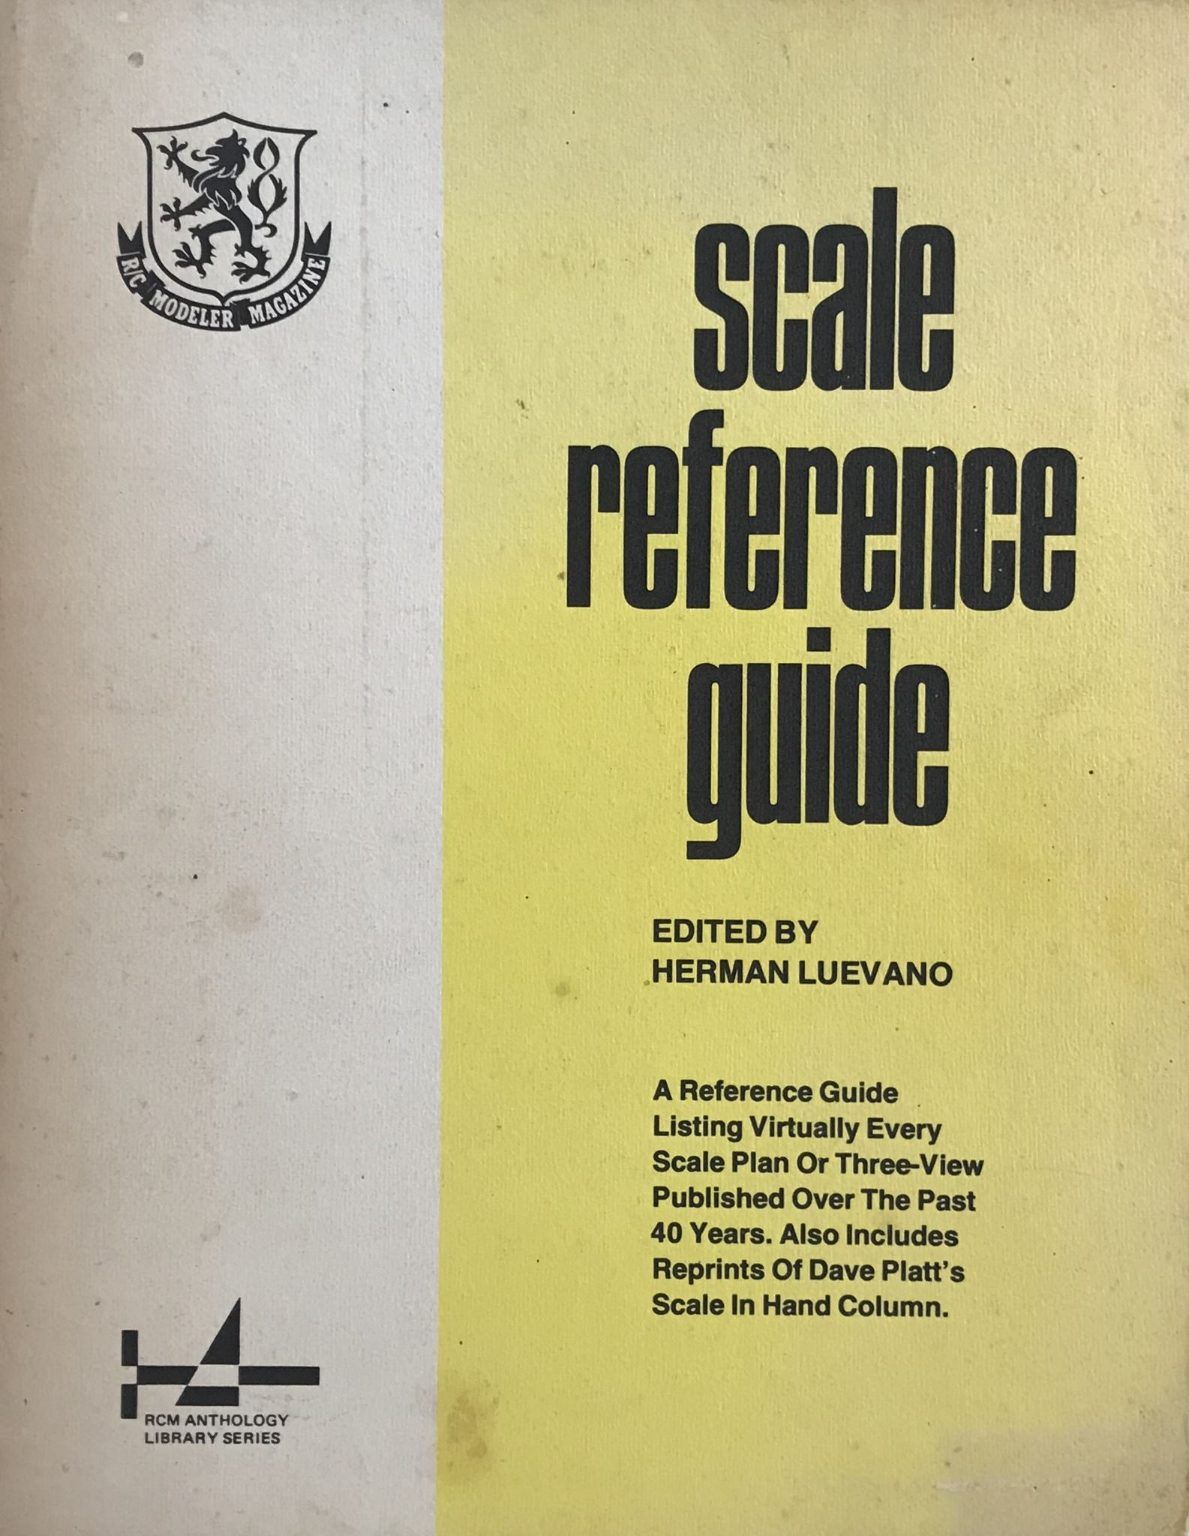 R/C MODELER MAGAZINE
scale
reference
guide
EDITED BY
HERMAN LUEVANO
A Reference Guide
Listing Virtually Every
Scale Plan Or Three-View
Published Over The Past
40 Years. Also Includes
Reprints Of Dave Platt's
Scale In Hand Column.
RCM ANTHOLOGY
LIBRARY SERIES